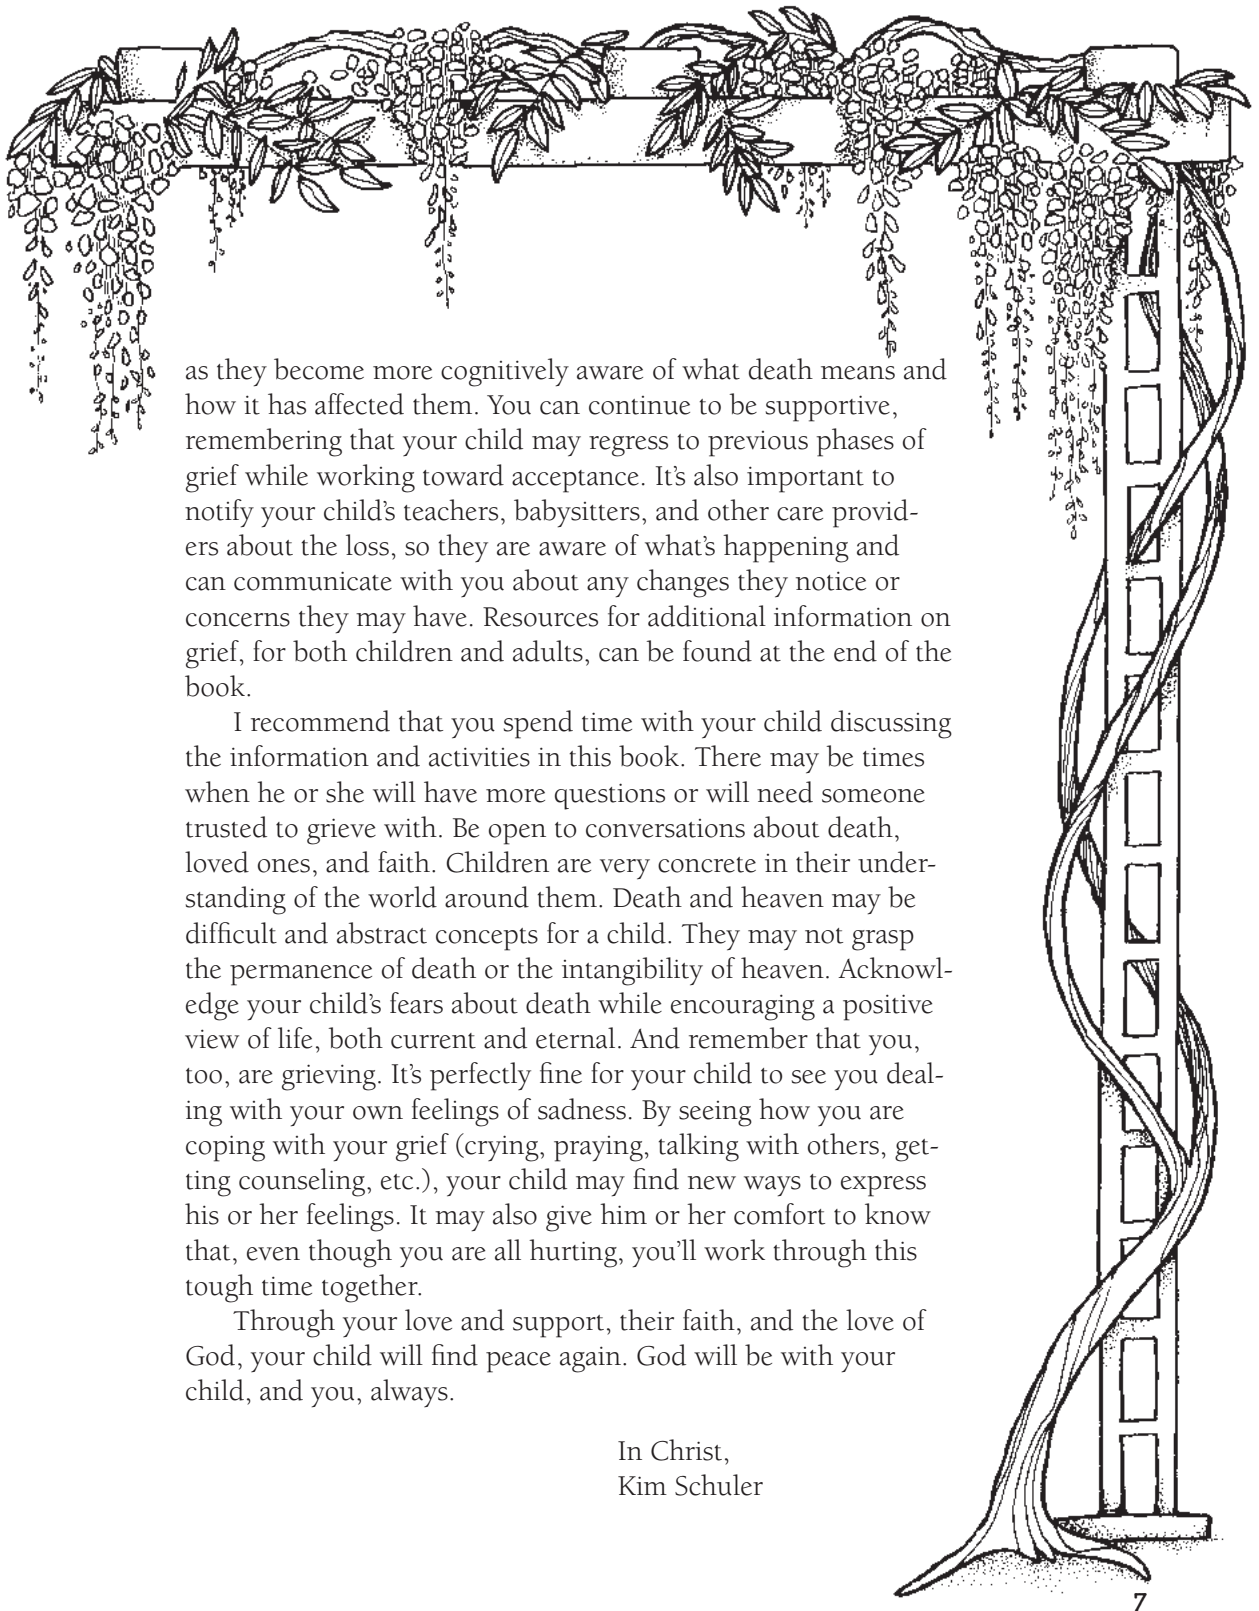 as they become more cognitively aware of what death means and
how it has affected them. You can continue to be supportive,
remembering that your child may regress to previous phases of
grief while working toward acceptance. It’s also important to
notify your child’s teachers, babysitters, and other care provid-
ers about the loss, so they are aware of what’s happening and
can communicate with you about any changes they notice or
concerns they may have. Resources for additional information on
grief, for both children and adults, can be found at the end of the
book.
I recommend that you spend time with your child discussing
the information and activities in this book. There may be times
when he or she will have more questions or will need someone
trusted to grieve with. Be open to conversations about death,
loved ones, and faith. Children are very concrete in their under-
standing of the world around them. Death and heaven may be
difficult and abstract concepts for a child. They may not grasp
the permanence of death or the intangibility of heaven. Acknowl-
edge your child’s fears about death while encouraging a positive
view of life, both current and eternal. And remember that you,
too, are grieving. It’s perfectly fine for your child to see you deal-
ing with your own feelings of sadness. By seeing how you are
coping with your grief (crying, praying, talking with others, get-
ting counseling, etc.), your child may find new ways to express
his or her feelings. It may also give him or her comfort to know
that, even though you are all hurting, you’ll work through this
tough time together.
Through your love and support, their faith, and the love of
God, your child will find peace again. God will be with your
child, and you, always.
In Christ,
Kim Schuler
7